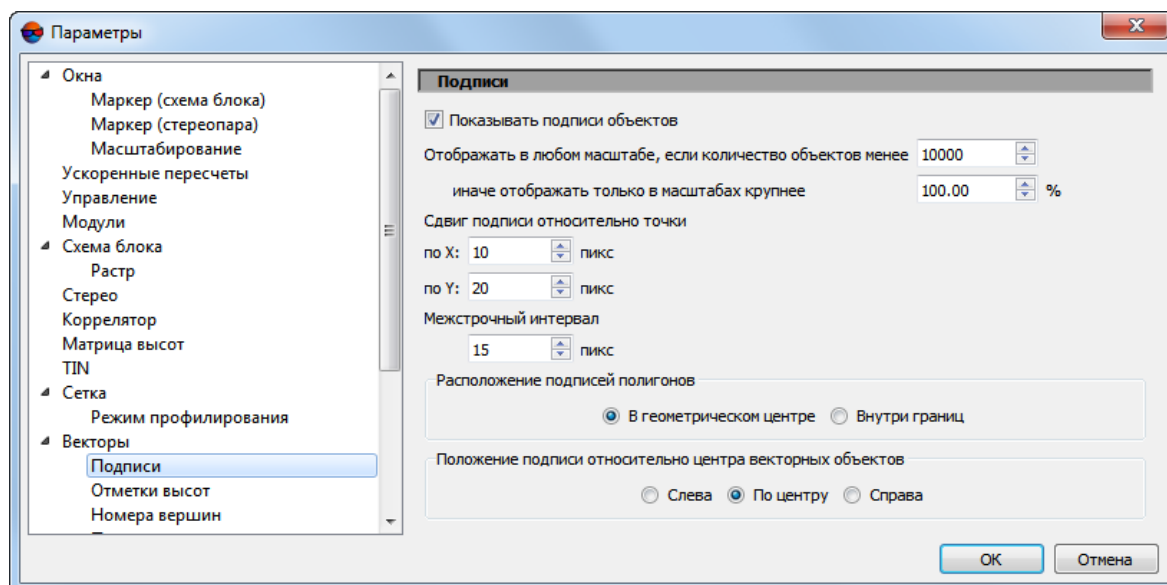 Параметры
Окна
Маркер (схема блока)
Маркер (стереопара)
Масштабирование
Ускоренные пересчеты
Управление
Модули
Схема блока
Растр
Стерео
Коррелятор
Матрица высот
TIN
Сетка
Режим профилирования
Векторы
Подписи
Отметки высот
Номера вершин
Подписи
Показывать подписи объектов
Отображать в любом масштабе, если количество объектов менее 10000
иначе отображать только в масштабах крупнее 100.00 %
Сдвиг подписи относительно точки
по X: 10 пикс
по Y: 20 пикс
Межстрочный интервал
15 пикс
Расположение подписей полигонов
В геометрическом центре Внутри границ
Положение подписи относительно центра векторных объектов
Слева По центру Справа
OK Отмена